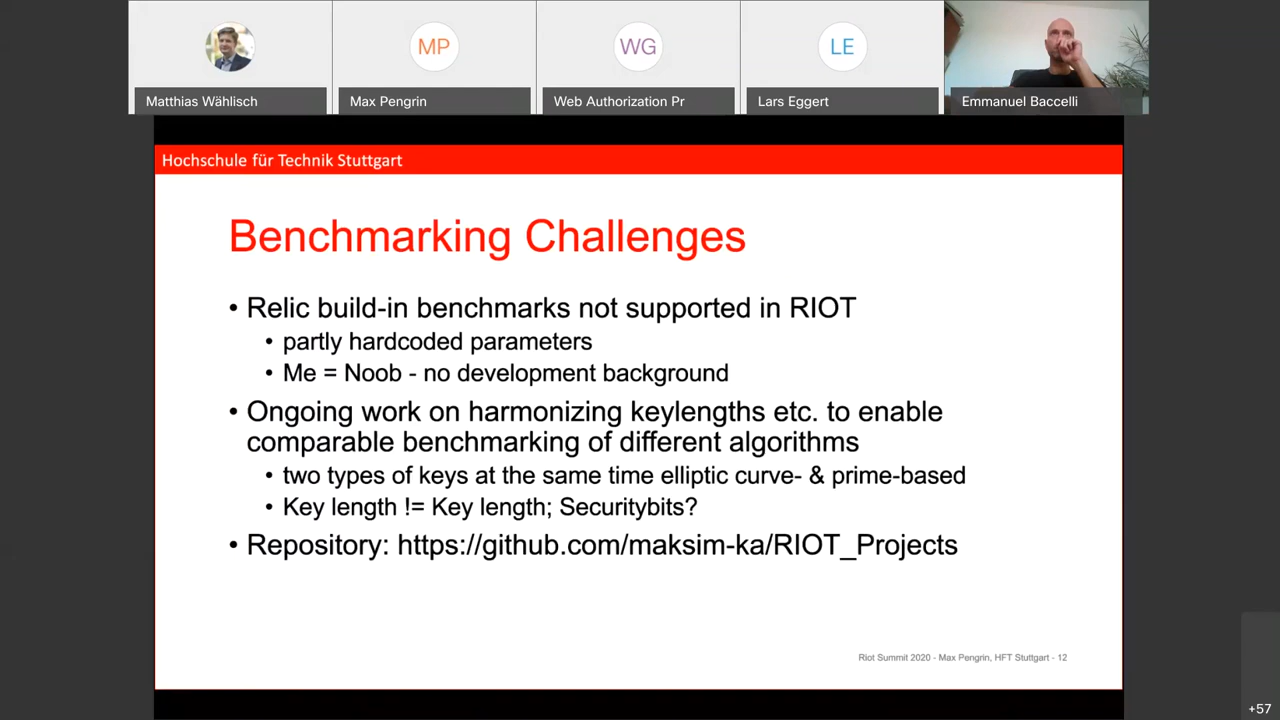 MP
WG
LE
Matthias Wählisch
Max Pengrin
Web Authorization Pr
Lars Eggert
Emmanuel Baccelli
Hochschule für Technik Stuttgart
Benchmarking Challenges
• Relic build-in benchmarks not supported in RIOT
• partly hardcoded parameters
• Me = Noob - no development background
• Ongoing work on harmonizing keylengths etc. to enable
comparable benchmarking of different algorithms
• two types of keys at the same time elliptic curve- & prime-based
• Key length != Key length; Securitybits?
• Repository: https://github.com/maksim-ka/RIOT_Projects
Riot Summit 2020 - Max Pengrin, HFT Stuttgart - 12
+57